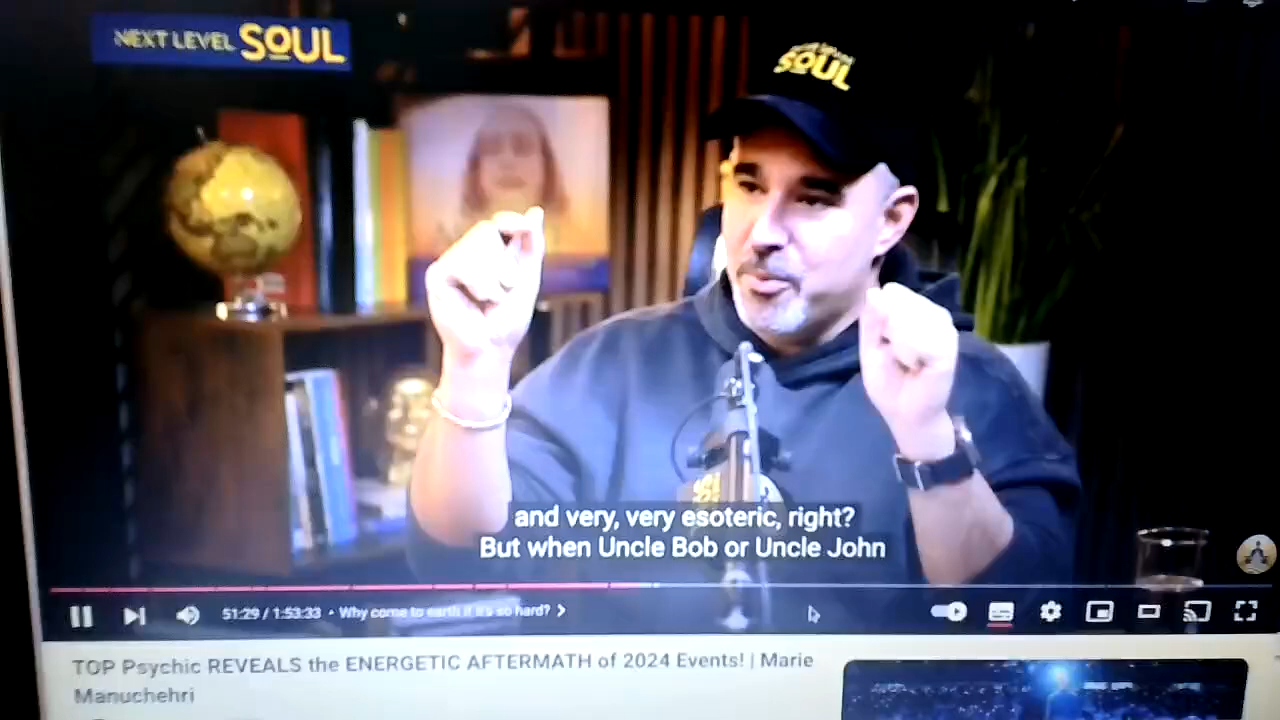 NEXT LEVEL SOUL
SOUL
and very, very esoteric, right?
But when Uncle Bob or Uncle John
51:29 / 1:53:33 • Why come to earth if it's so hard? >
TOP Psychic REVEALS the ENERGETIC AFTERMATH of 2024 Events! | Marie
Manuchehri